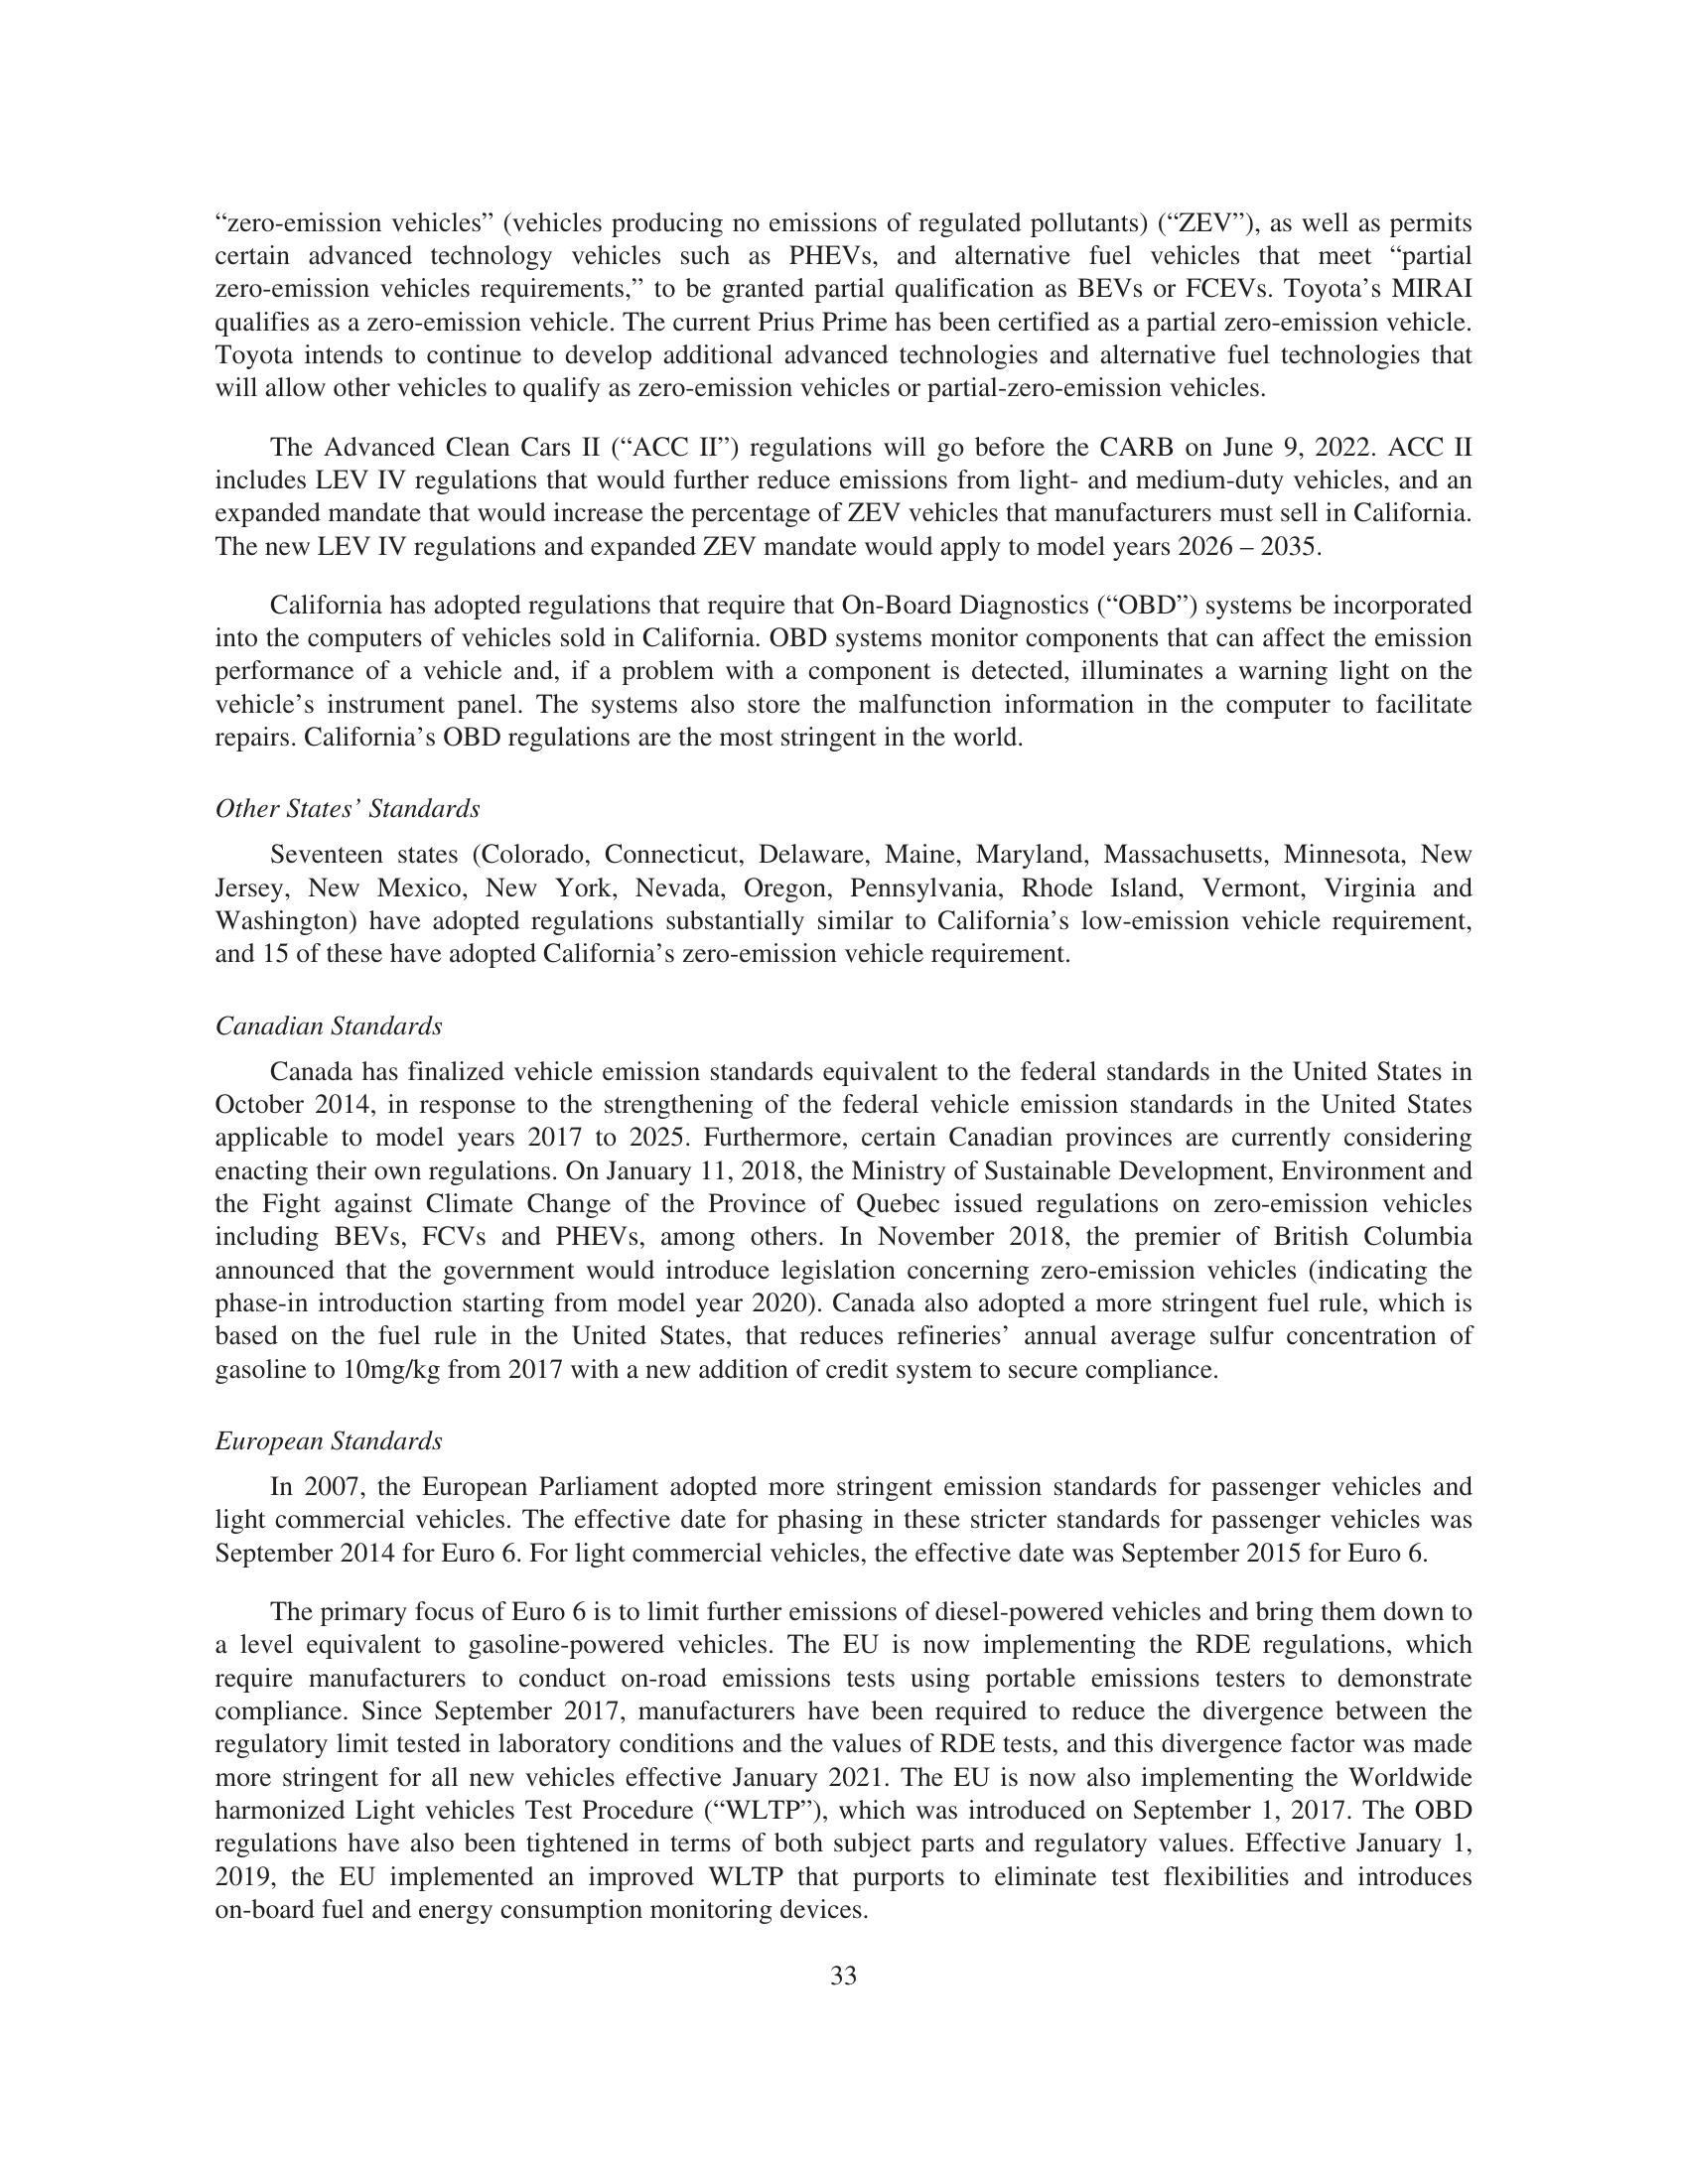 “zero-emission vehicles” (vehicles producing no emissions of regulated pollutants) (“ZEV”), as well as permits
certain advanced technology vehicles such as PHEVs, and alternative fuel vehicles that meet “partial
zero-emission vehicles requirements,” to be granted partial qualification as BEVs or FCEVs. Toyota’s MIRAI
qualifies as a zero-emission vehicle. The current Prius Prime has been certified as a partial zero-emission vehicle.
Toyota intends to continue to develop additional advanced technologies and alternative fuel technologies that
will allow other vehicles to qualify as zero-emission vehicles or partial-zero-emission vehicles.
The Advanced Clean Cars II (“ACC II”) regulations will go before the CARB on June 9, 2022. ACC II
includes LEV IV regulations that would further reduce emissions from light- and medium-duty vehicles, and an
expanded mandate that would increase the percentage of ZEV vehicles that manufacturers must sell in California.
The new LEV IV regulations and expanded ZEV mandate would apply to model years 2026 – 2035.
California has adopted regulations that require that On-Board Diagnostics (“OBD”) systems be incorporated
into the computers of vehicles sold in California. OBD systems monitor components that can affect the emission
performance of a vehicle and, if a problem with a component is detected, illuminates a warning light on the
vehicle’s instrument panel. The systems also store the malfunction information in the computer to facilitate
repairs. California’s OBD regulations are the most stringent in the world.
Other States’ Standards
Seventeen states (Colorado, Connecticut, Delaware, Maine, Maryland, Massachusetts, Minnesota, New
Jersey, New Mexico, New York, Nevada, Oregon, Pennsylvania, Rhode Island, Vermont, Virginia and
Washington) have adopted regulations substantially similar to California’s low-emission vehicle requirement,
and 15 of these have adopted California’s zero-emission vehicle requirement.
Canadian Standards
Canada has finalized vehicle emission standards equivalent to the federal standards in the United States in
October 2014, in response to the strengthening of the federal vehicle emission standards in the United States
applicable to model years 2017 to 2025. Furthermore, certain Canadian provinces are currently considering
enacting their own regulations. On January 11, 2018, the Ministry of Sustainable Development, Environment and
the Fight against Climate Change of the Province of Quebec issued regulations on zero-emission vehicles
including BEVs, FCVs and PHEVs, among others. In November 2018, the premier of British Columbia
announced that the government would introduce legislation concerning zero-emission vehicles (indicating the
phase-in introduction starting from model year 2020). Canada also adopted a more stringent fuel rule, which is
based on the fuel rule in the United States, that reduces refineries’ annual average sulfur concentration of
gasoline to 10mg/kg from 2017 with a new addition of credit system to secure compliance.
European Standards
In 2007, the European Parliament adopted more stringent emission standards for passenger vehicles and
light commercial vehicles. The effective date for phasing in these stricter standards for passenger vehicles was
September 2014 for Euro 6. For light commercial vehicles, the effective date was September 2015 for Euro 6.
The primary focus of Euro 6 is to limit further emissions of diesel-powered vehicles and bring them down to
a level equivalent to gasoline-powered vehicles. The EU is now implementing the RDE regulations, which
require manufacturers to conduct on-road emissions tests using portable emissions testers to demonstrate
compliance. Since September 2017, manufacturers have been required to reduce the divergence between the
regulatory limit tested in laboratory conditions and the values of RDE tests, and this divergence factor was made
more stringent for all new vehicles effective January 2021. The EU is now also implementing the Worldwide
harmonized Light vehicles Test Procedure (“WLTP”), which was introduced on September 1, 2017. The OBD
regulations have also been tightened in terms of both subject parts and regulatory values. Effective January 1,
2019, the EU implemented an improved WLTP that purports to eliminate test flexibilities and introduces
on-board fuel and energy consumption monitoring devices.
33